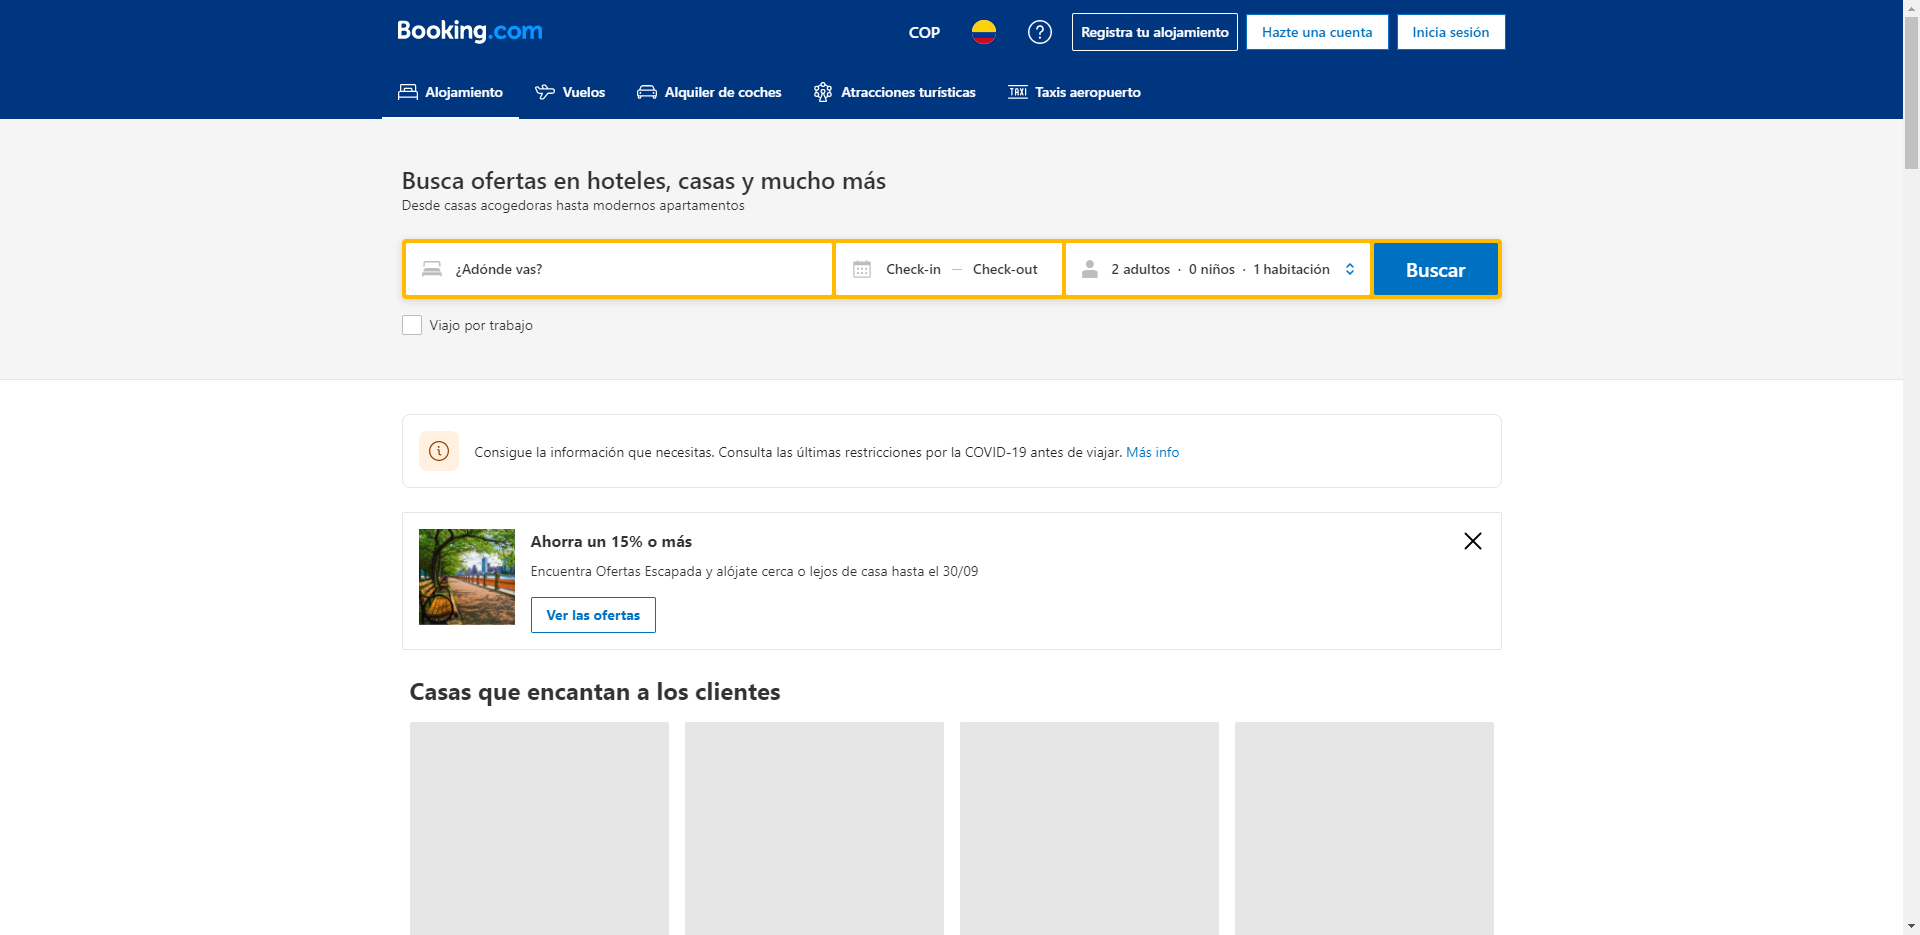 Booking.com
COP
Registra tu alojamiento
Hazte una cuenta
Inicia sesión
Alojamiento
Vuelos
Alquiler de coches
Atracciones turísticas
TAXI
Taxis aeropuerto
Busca ofertas en hoteles, casas y mucho más
Desde casas acogedoras hasta modernos apartamentos
¿Adónde vas?
Check-in — Check-out
2 adultos · 0 niños · 1 habitación
Buscar
Viajo por trabajo
Consigue la información que necesitas. Consulta las últimas restricciones por la COVID-19 antes de viajar. Más info
Ahorra un 15% o más
Encuentra Ofertas Escapada y alójate cerca o lejos de casa hasta el 30/09
Ver las ofertas
Casas que encantan a los clientes